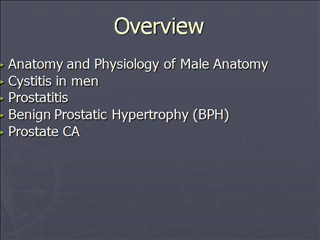 Overview
Anatomy and Physiology of Male Anatomy
Cystitis in men
Prostatitis
Benign Prostatic Hypertrophy (BPH)
Prostate CA